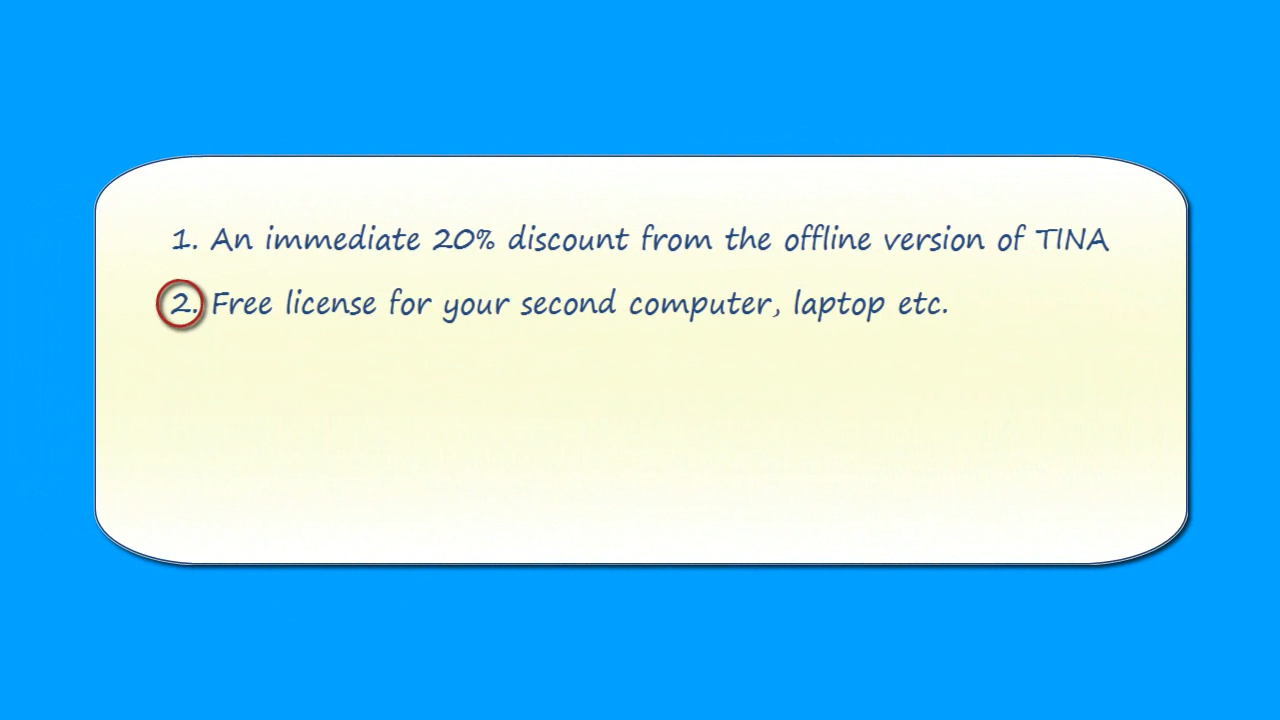 1. An immediate 20% discount from the offline version of TINA
2. Free license for your second computer, laptop etc.